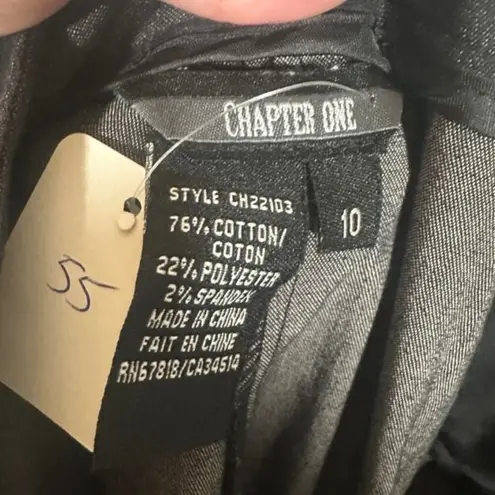 CHAPTER ONE
STYLE CH22103
76% COTTON/
COTON
22% POLYESTER
2% SPANDEX
MADE IN CHINA
FAIT EN CHINE
RN67818/CA34514
10
55